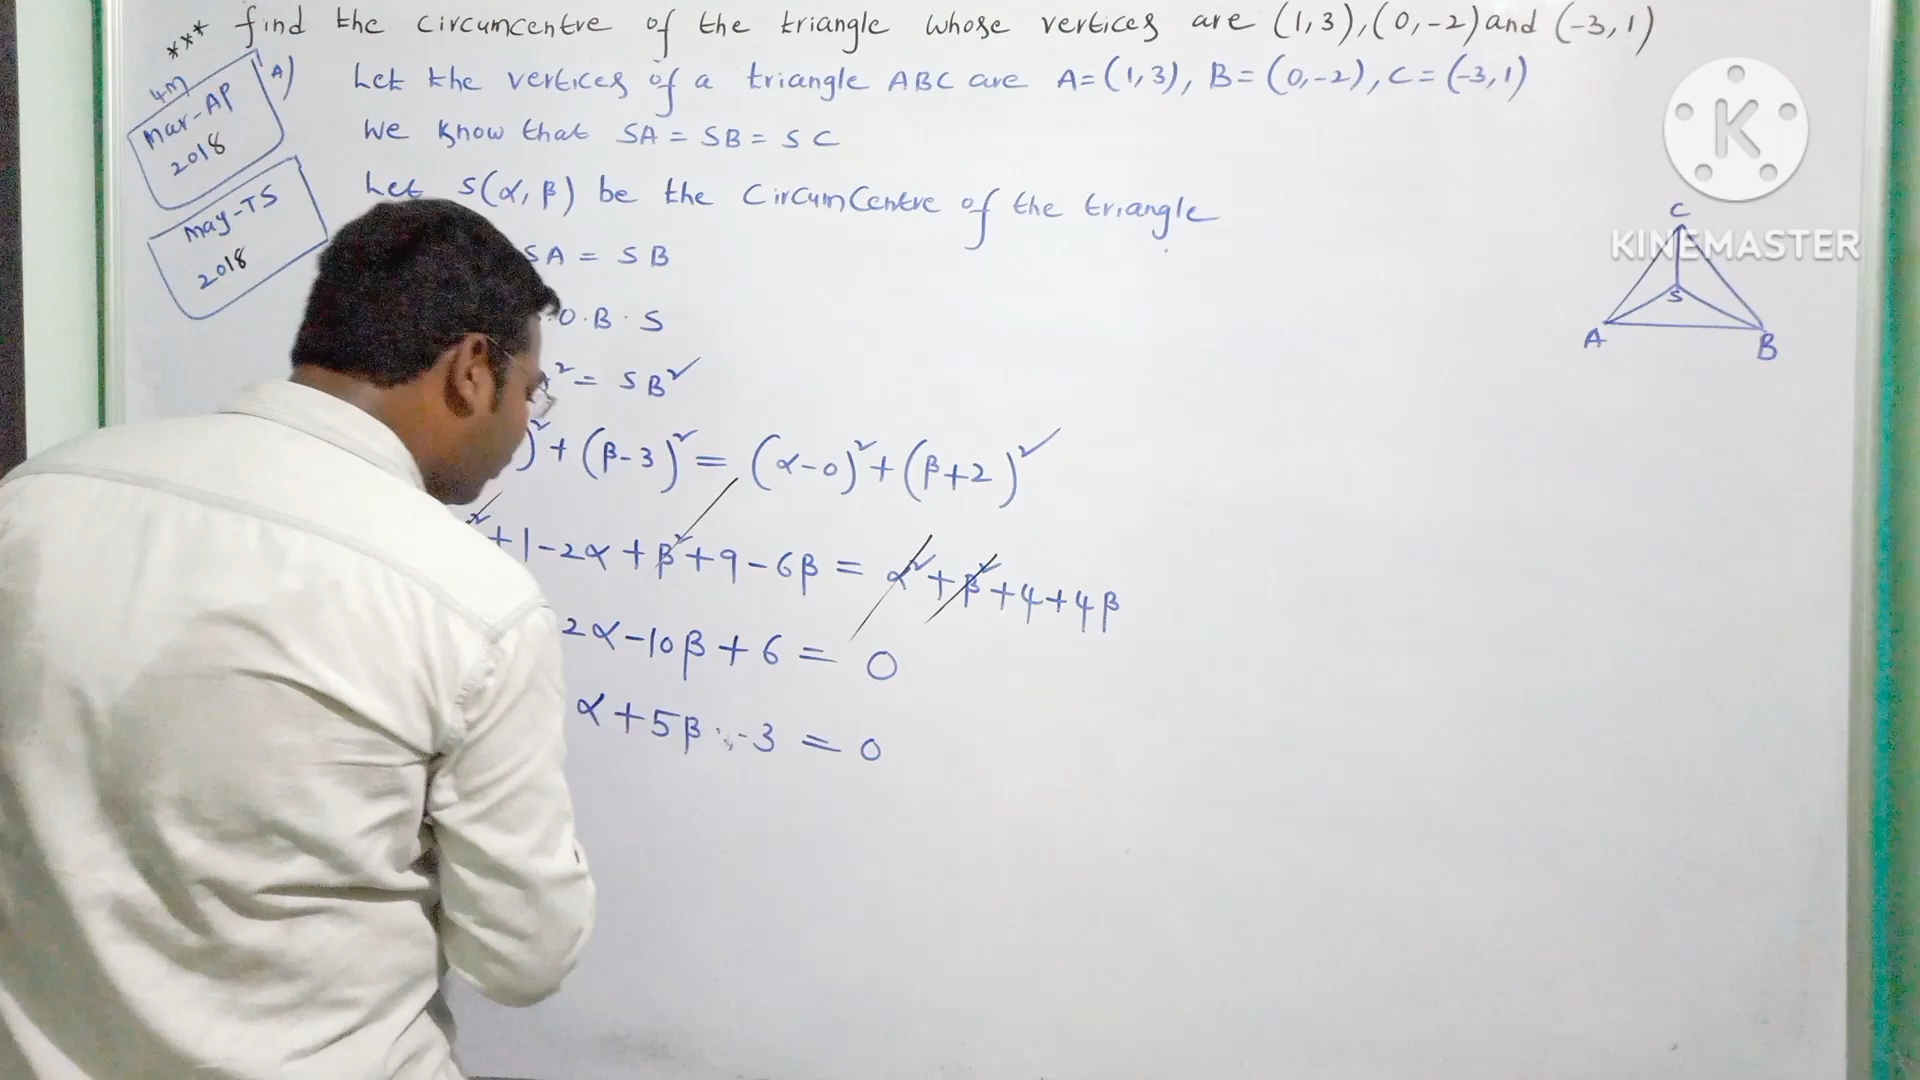 *** find the circumcentre of the triangle whose vertices are (1,3),(0,-2) and (-3,1)
4m
Mar-AP
2018
May-TS
2018
A) Let the vertices of a triangle ABC are A=(1,3), B=(0,-2), C=(-3,1)
We know that SA = SB = SC
Let S(α,β) be the CircumCentre of the triangle
SA = SB
O.B.S
² = SB²
)²+(β-3)² = (α-0)²+(β+2)²
+1-2α+β²+9-6β = α²+β²+4+4β
2α-10β+6 = 0
α+5β-3 = 0
C
S
A
B
K
KINEMASTER